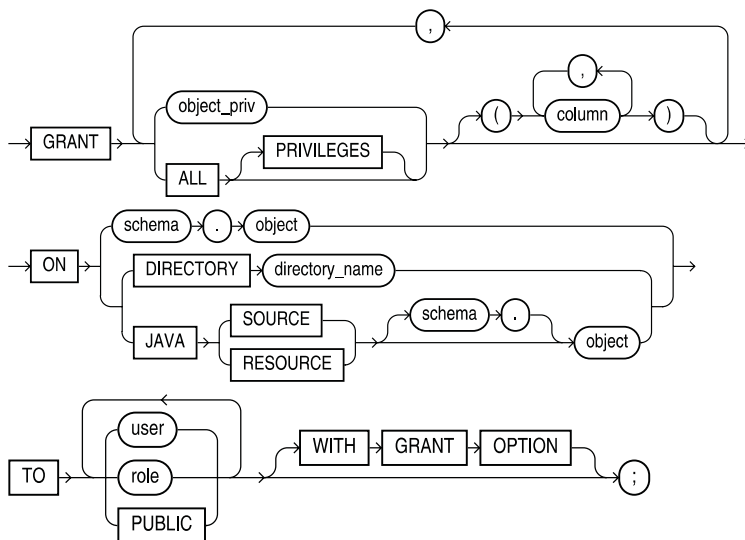 ,
object_priv
,
( column )
GRANT
PRIVILEGES
ALL
schema . object
ON
DIRECTORY directory_name
SOURCE
schema .
JAVA
object
RESOURCE
user
WITH GRANT OPTION
TO
role
;
PUBLIC